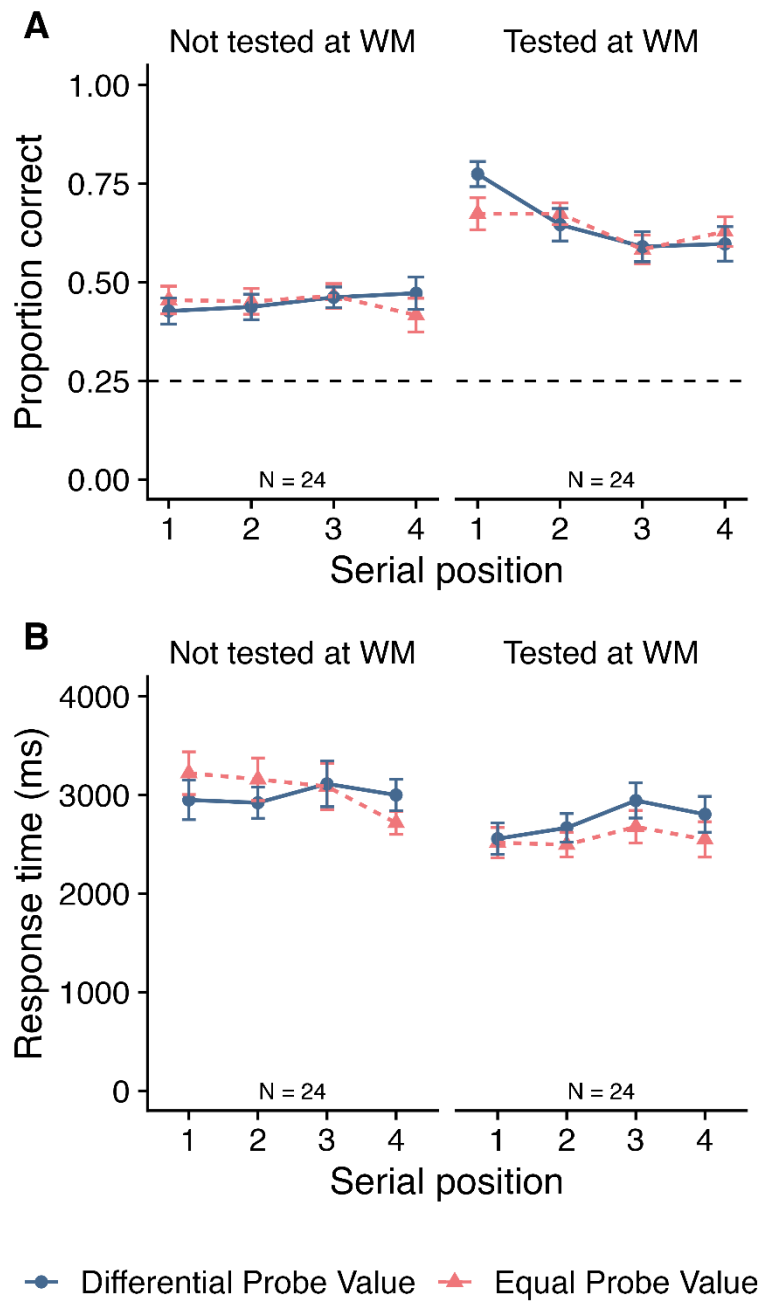 A
Not tested at WM
Tested at WM
Proportion correct
1.00
0.75
0.50
0.25
0.00
N = 24
N = 24
1 2 3 4
1 2 3 4
Serial position
B
Not tested at WM
Tested at WM
Response time (ms)
4000
3000
2000
1000
0
N = 24
N = 24
1 2 3 4
1 2 3 4
Serial position
Differential Probe Value
Equal Probe Value